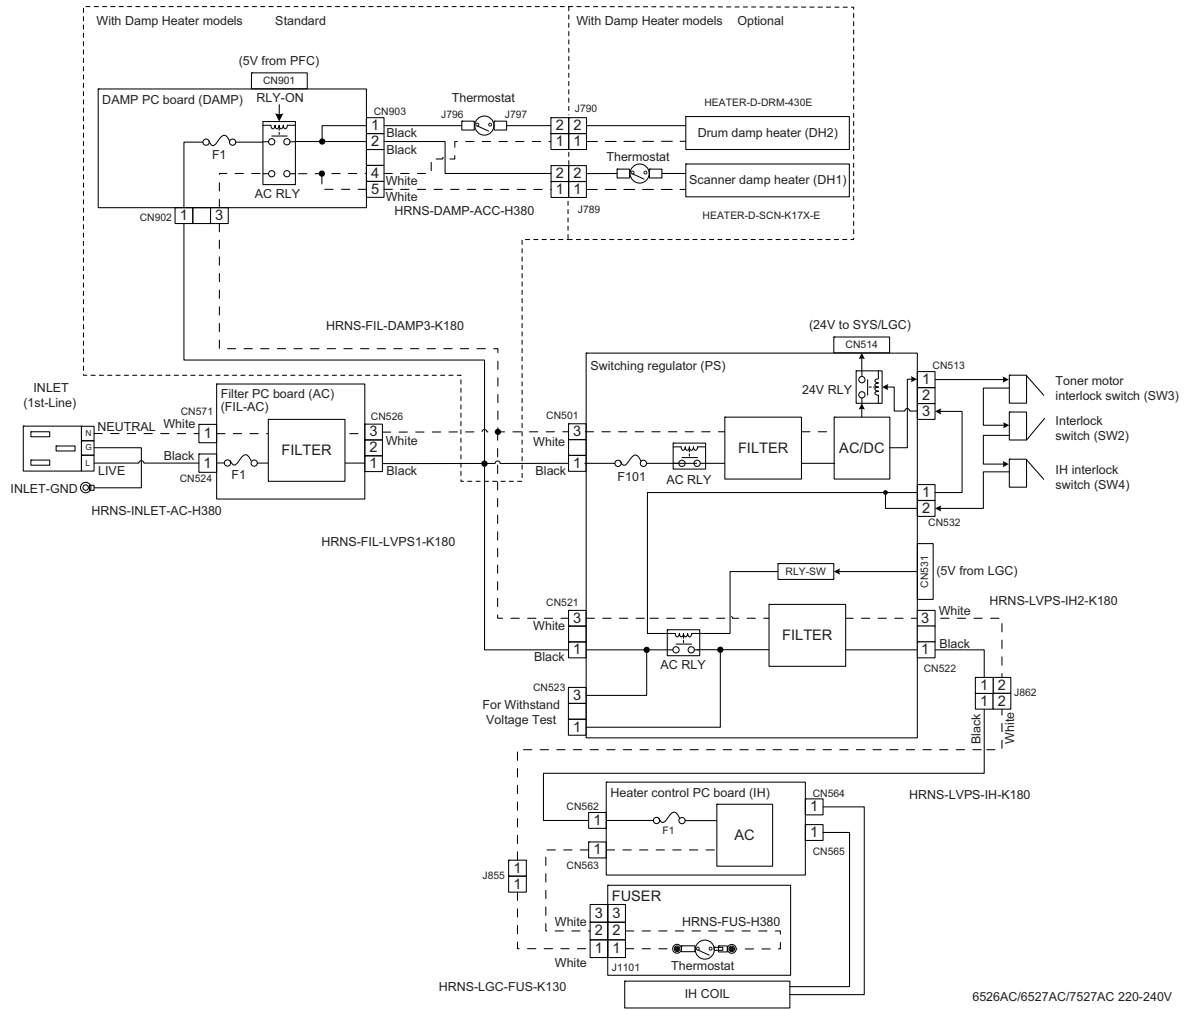 With Damp Heater models Standard
With Damp Heater models Optional
(5V from PFC)
CN901
DAMP PC board (DAMP)
RLY-ON
F1
AC RLY
CN903
1
2
4
5
Black
Black
White
White
Thermostat
J796
J797
J790
2 2
1 1
HEATER-D-DRM-430E
Drum damp heater (DH2)
Thermostat
2 2
1 1
Scanner damp heater (DH1)
J789
HEATER-D-SCN-K17X-E
HRNS-DAMP-ACC-H380
CN902
1
3
HRNS-FIL-DAMP3-K180
(24V to SYS/LGC)
CN514
Switching regulator (PS)
24V RLY
CN513
1
2
3
Toner motor
interlock switch (SW3)
Interlock
switch (SW2)
IH interlock
switch (SW4)
INLET
(1st-Line)
N
G
L
NEUTRAL
LIVE
INLET-GND
White
Black
CN571
1
1
CN524
Filter PC board (AC)
(FIL-AC)
F1
FILTER
CN526
3
2
1
White
Black
HRNS-INLET-AC-H380
HRNS-FIL-LVPS1-K180
CN501
White
Black
3
1
F101
AC RLY
FILTER
AC/DC
1
2
CN532
RLY-SW
CN531
(5V from LGC)
HRNS-LVPS-IH2-K180
CN521
White
Black
3
1
AC RLY
FILTER
3
1
White
Black
CN522
CN523
3
1
For Withstand
Voltage Test
1 2
1 2
J862
Black
White
HRNS-LVPS-IH-K180
Heater control PC board (IH)
CN562
1
F1
AC
CN564
1
1
CN565
1
CN563
J855
1
1
FUSER
3 3
2 2
1 1
White
White
HRNS-FUS-H380
J1101
Thermostat
HRNS-LGC-FUS-K130
IH COIL
6526AC/6527AC/7527AC 220-240V